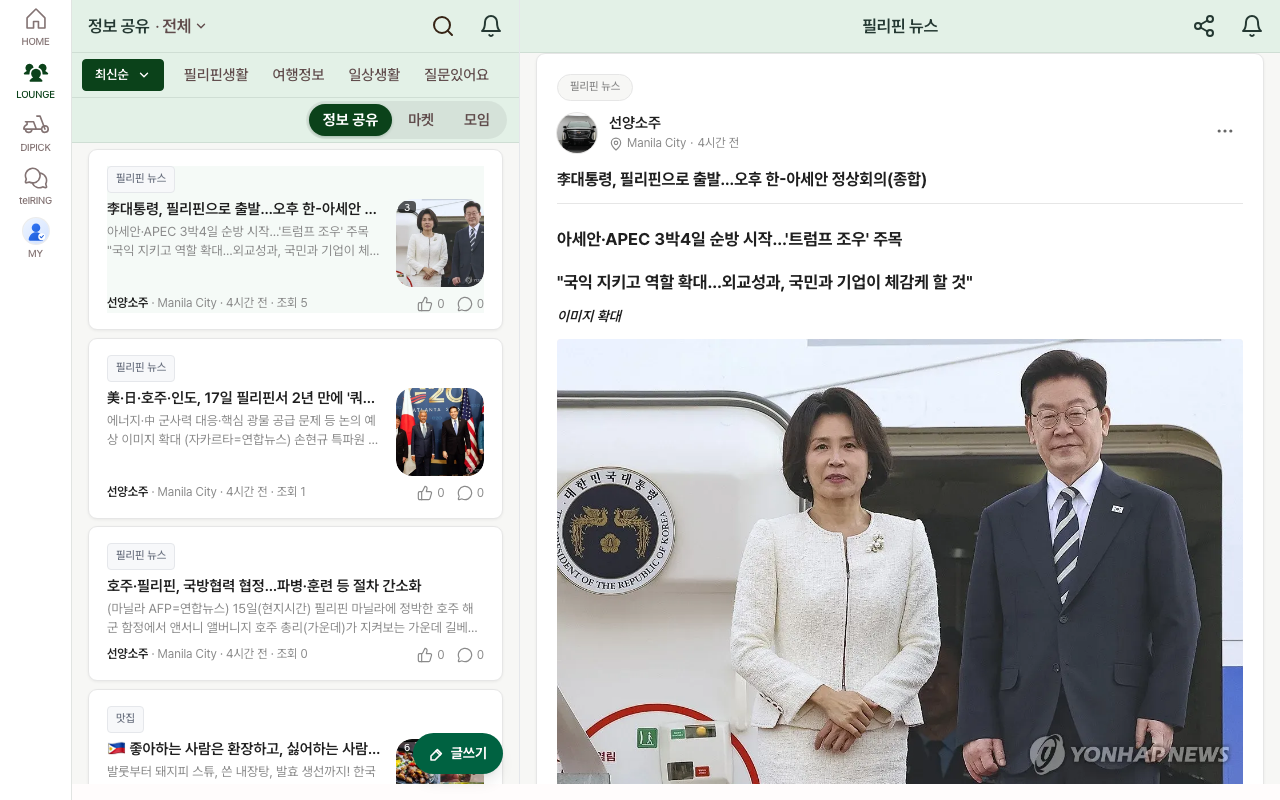 HOME
LOUNGE
DIPICK
telRING
MY
정보 공유 · 전체
최신순
필리핀생활
여행정보
일상생활
질문있어요
정보 공유
마켓
모임
필리핀 뉴스
李대통령, 필리핀으로 출발…오후 한-아세안 ...
아세안·APEC 3박4일 순방 시작…'트럼프 조우' 주목
"국익 지키고 역할 확대…외교성과, 국민과 기업이 체...
3
선양소주 · Manila City · 4시간 전 · 조회 5
0
0
필리핀 뉴스
美·日·호주·인도, 17일 필리핀서 2년 만에 '쿼...
에너지·中 군사력 대응·핵심 광물 공급 문제 등 논의 예
상 이미지 확대 (자카르타=연합뉴스) 손현규 특파원 ...
선양소주 · Manila City · 4시간 전 · 조회 1
0
0
필리핀 뉴스
호주·필리핀, 국방협력 협정…파병·훈련 등 절차 간소화
(마닐라 AFP=연합뉴스) 15일(현지시간) 필리핀 마닐라에 정박한 호주 해
군 함정에서 앤서니 앨버니지 호주 총리(가운데)가 지켜보는 가운데 길베...
선양소주 · Manila City · 4시간 전 · 조회 0
0
0
맛집
🇵🇭 좋아하는 사람은 환장하고, 싫어하는 사람...
발룻부터 돼지피 스튜, 쓴 내장탕, 발효 생선까지! 한국
6
글쓰기
필리핀 뉴스
필리핀 뉴스
선양소주
Manila City · 4시간 전
李대통령, 필리핀으로 출발…오후 한-아세안 정상회의(종합)
아세안·APEC 3박4일 순방 시작…'트럼프 조우' 주목
"국익 지키고 역할 확대…외교성과, 국민과 기업이 체감케 할 것"
이미지 확대
대한민국대통령
PRESIDENT OF THE REPUBLIC OF KOREA
열림
YONHAPNEWS